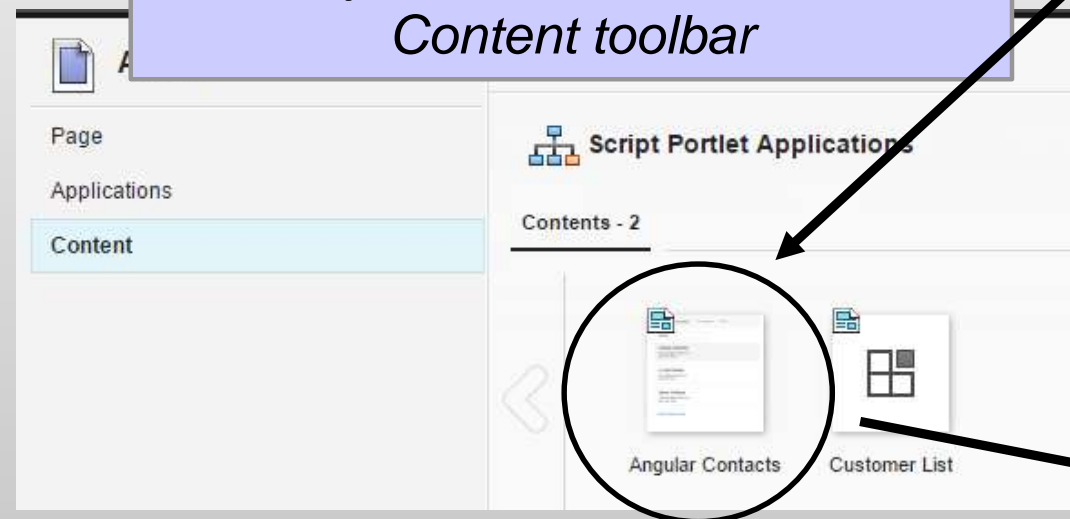 Content toolbar
Page
Applications
Content
Script Portlet Applications
Contents - 2
Angular Contacts
Customer List